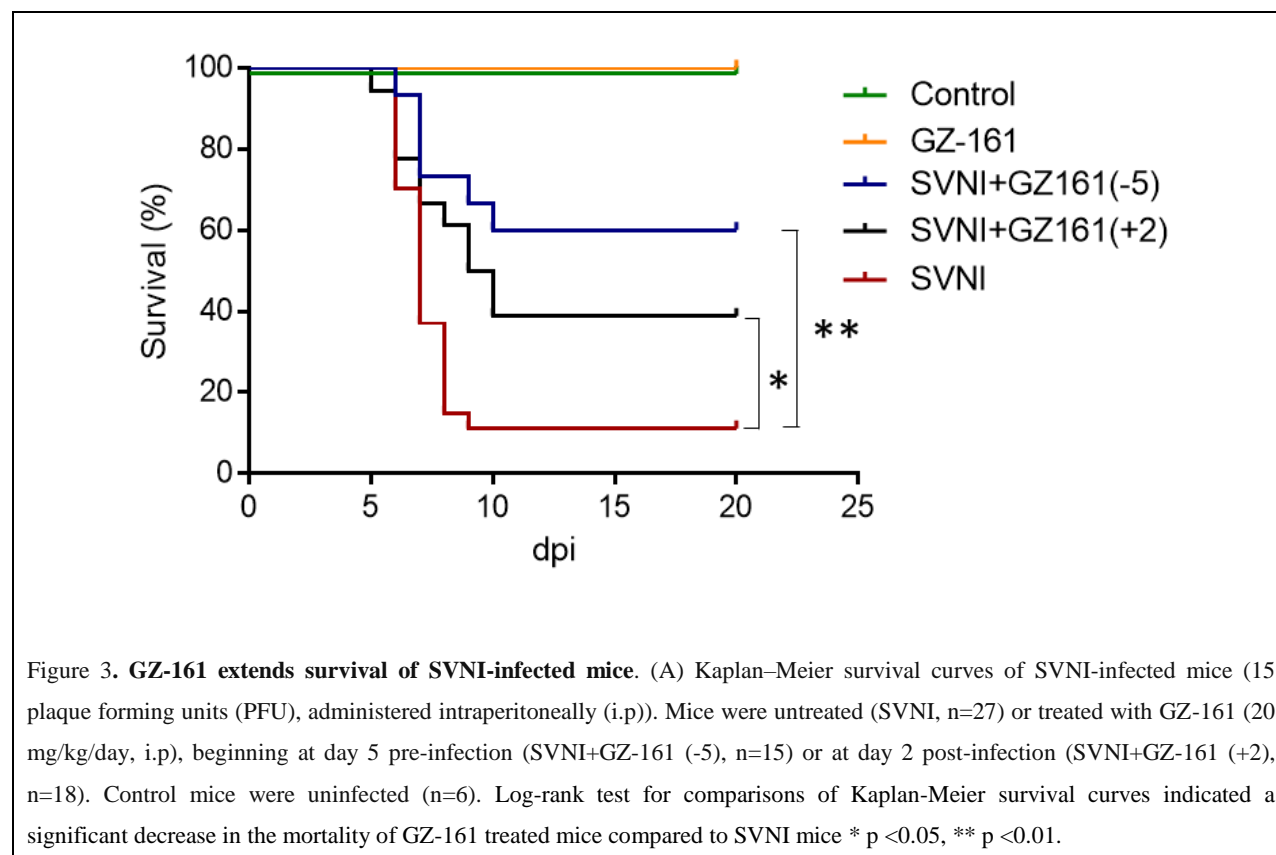 100
80
60
40
20
0
Survival (%)
0 5 10 15 20 25
dpi
Control
GZ-161
SVNI+GZ161(-5)
SVNI+GZ161(+2)
SVNI
**
*
Figure 3. GZ-161 extends survival of SVNI-infected mice. (A) Kaplan–Meier survival curves of SVNI-infected mice (15
plaque forming units (PFU), administered intraperitoneally (i.p)). Mice were untreated (SVNI, n=27) or treated with GZ-161 (20
mg/kg/day, i.p), beginning at day 5 pre-infection (SVNI+GZ-161 (-5), n=15) or at day 2 post-infection (SVNI+GZ-161 (+2),
n=18). Control mice were uninfected (n=6). Log-rank test for comparisons of Kaplan-Meier survival curves indicated a
significant decrease in the mortality of GZ-161 treated mice compared to SVNI mice * p <0.05, ** p <0.01.